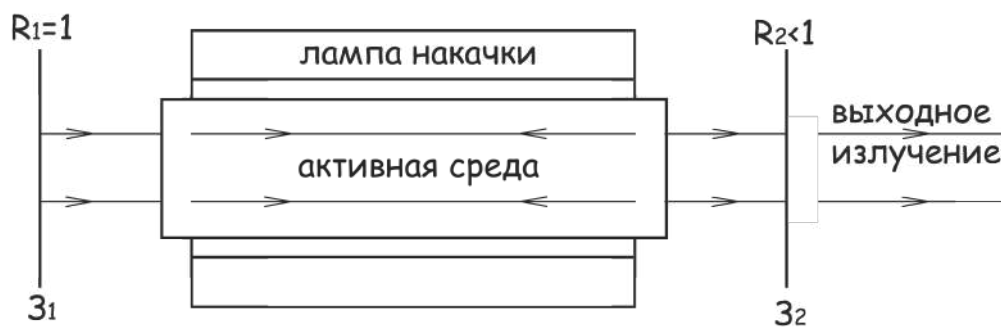 R₁=1
лампа накачки
R₂<1
активная среда
выходное
излучение
З₁
З₂